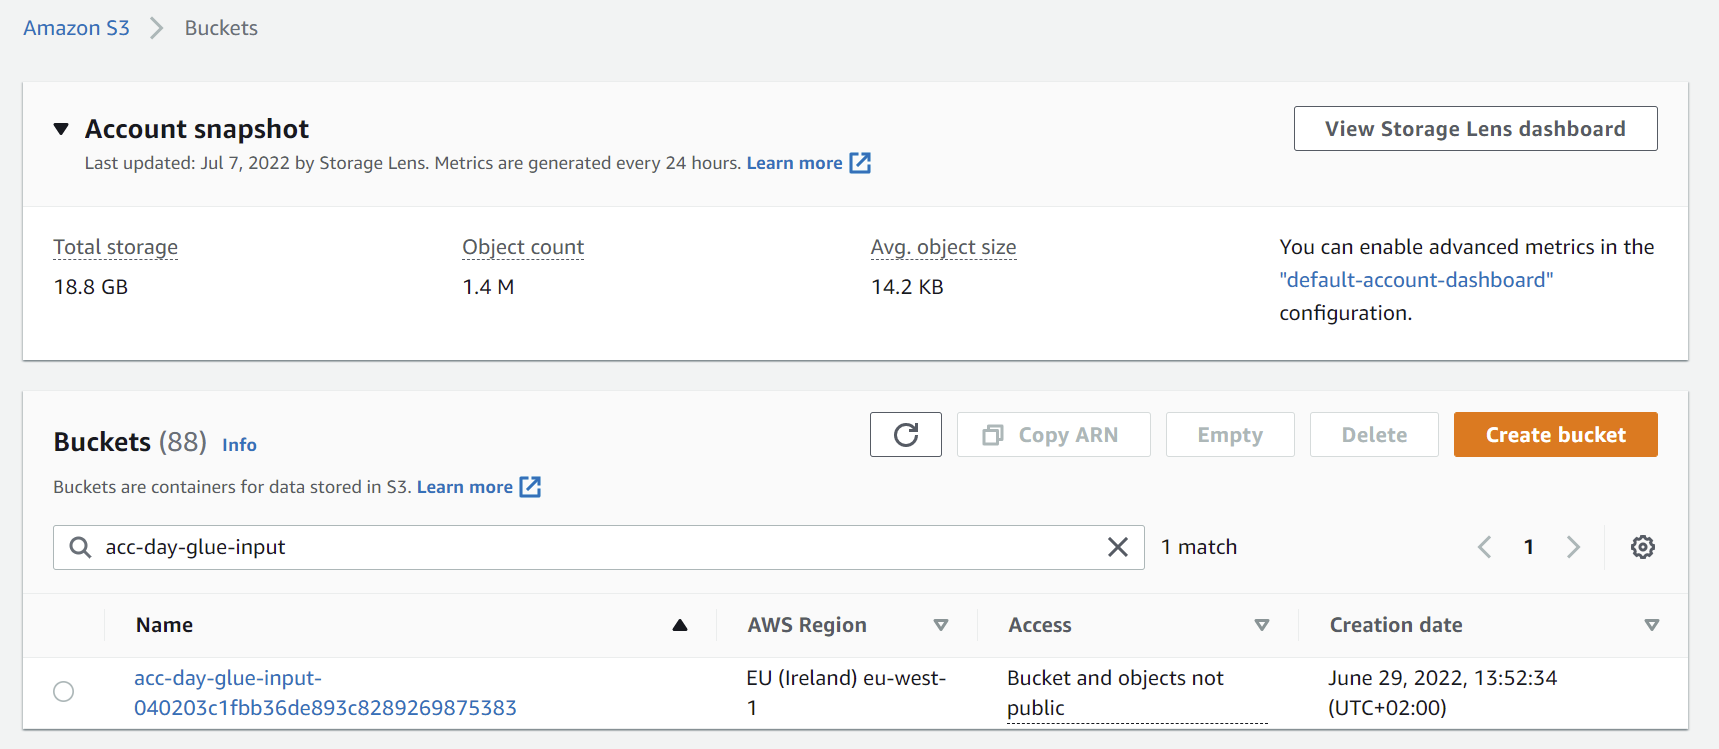 Amazon S3 Buckets
Account snapshot
View Storage Lens dashboard
Last updated: Jul 7, 2022 by Storage Lens. Metrics are generated every 24 hours. Learn more
Total storage
18.8 GB
Object count
1.4 M
Avg. object size
14.2 KB
You can enable advanced metrics in the
"default-account-dashboard"
configuration.
Buckets (88) Info
Copy ARN
Empty
Delete
Create bucket
Buckets are containers for data stored in S3. Learn more
acc-day-glue-input
1 match
1
Name
AWS Region
Access
Creation date
acc-day-glue-input-
040203c1fbb36de893c8289269875383
EU (Ireland) eu-west-
1
Bucket and objects not
public
June 29, 2022, 13:52:34
(UTC+02:00)